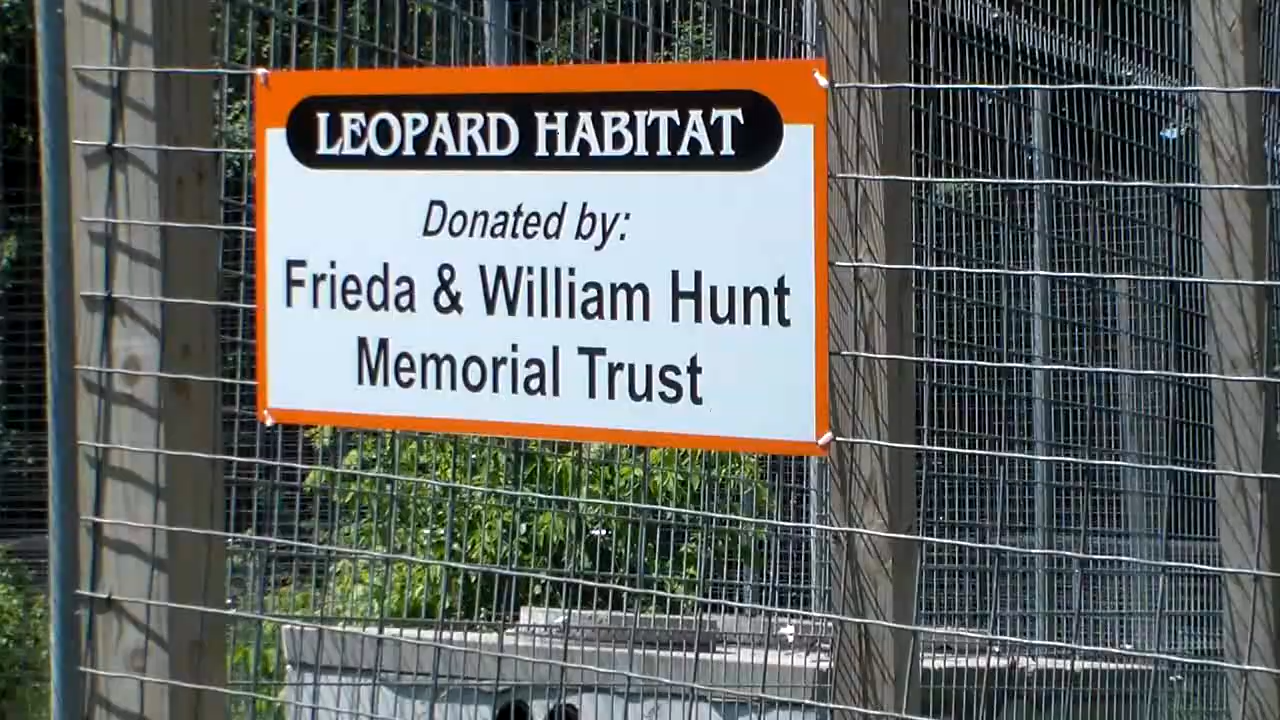 LEOPARD HABITAT
Donated by:
Frieda & William Hunt
Memorial Trust